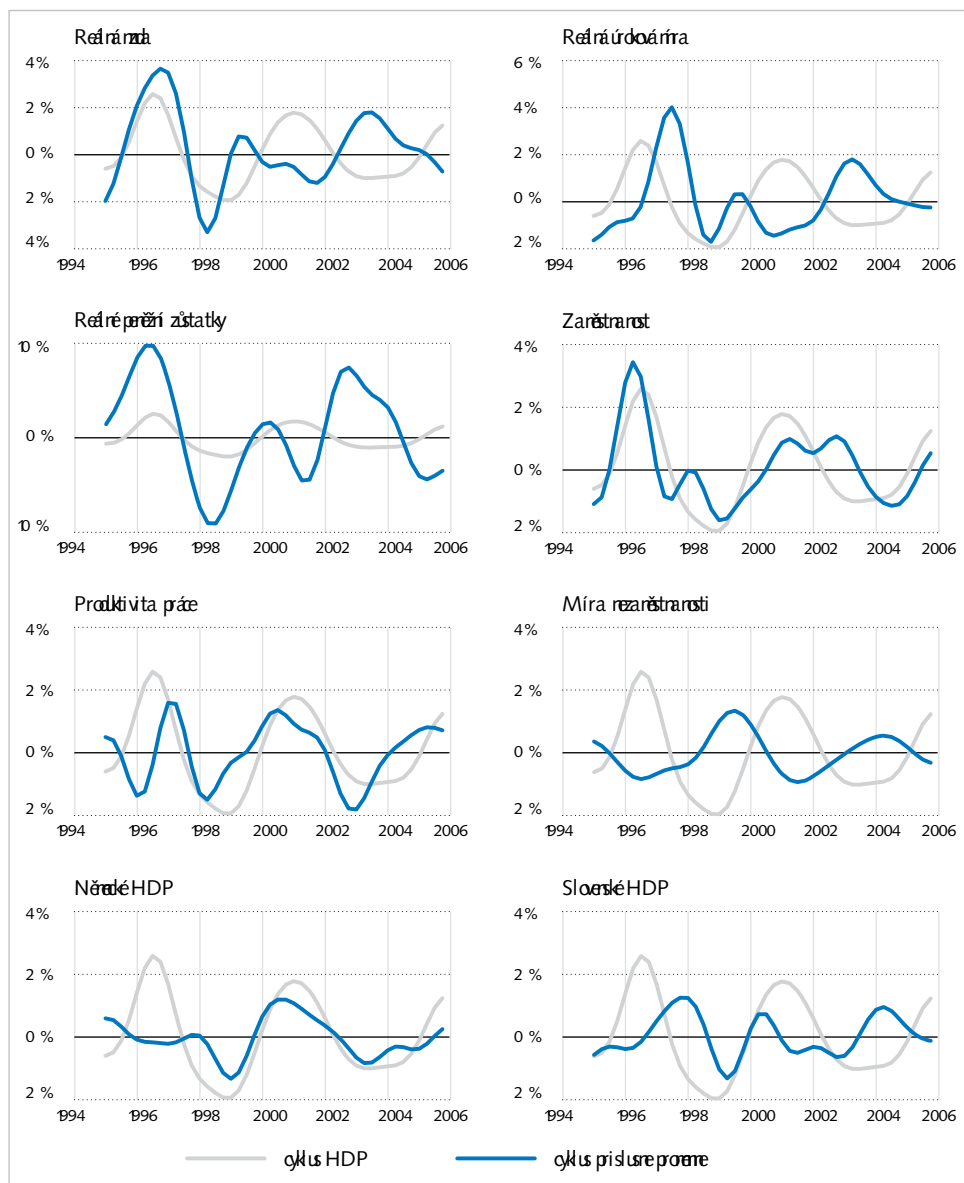 Reálná mzda
4 %
2 %
0 %
2 %
4 %
1994 1996 1998 2000 2002 2004 2006
Reálná úroková míra
6 %
4 %
2 %
0 %
2 %
1994 1996 1998 2000 2002 2004 2006
Reálné peněžní zůstatky
10 %
0 %
10 %
1994 1996 1998 2000 2002 2004 2006
Zaměstnanost
4 %
2 %
0 %
2 %
1994 1996 1998 2000 2002 2004 2006
Produktivita práce
4 %
2 %
0 %
2 %
1994 1996 1998 2000 2002 2004 2006
Míra nezaměstnanosti
4 %
2 %
0 %
2 %
1994 1996 1998 2000 2002 2004 2006
Německé HDP
4 %
2 %
0 %
2 %
1994 1996 1998 2000 2002 2004 2006
Slovenské HDP
4 %
2 %
0 %
2 %
1994 1996 1998 2000 2002 2004 2006
cyklus HDP
cyklus prislusne promenne